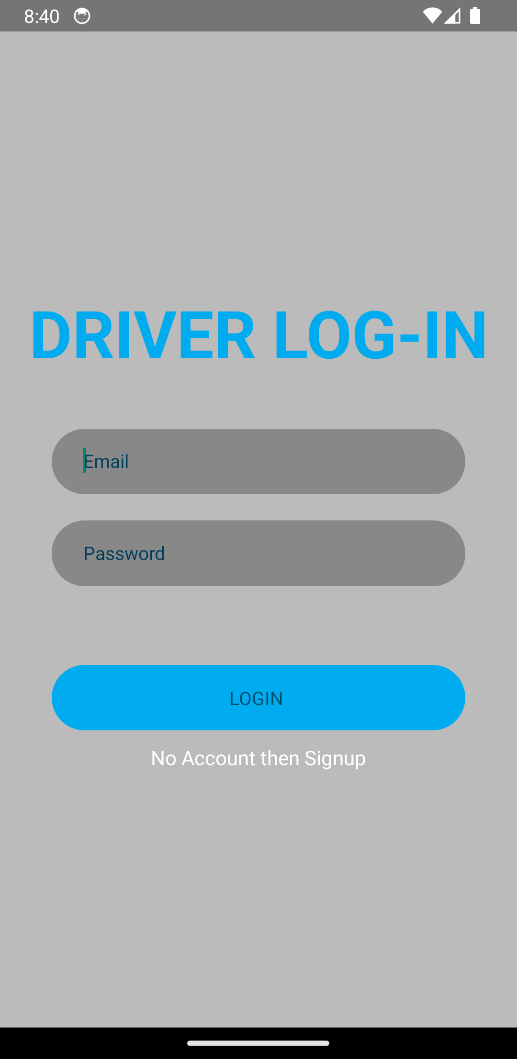 8:40
DRIVER LOG-IN
Email
Password
LOGIN
No Account then Signup